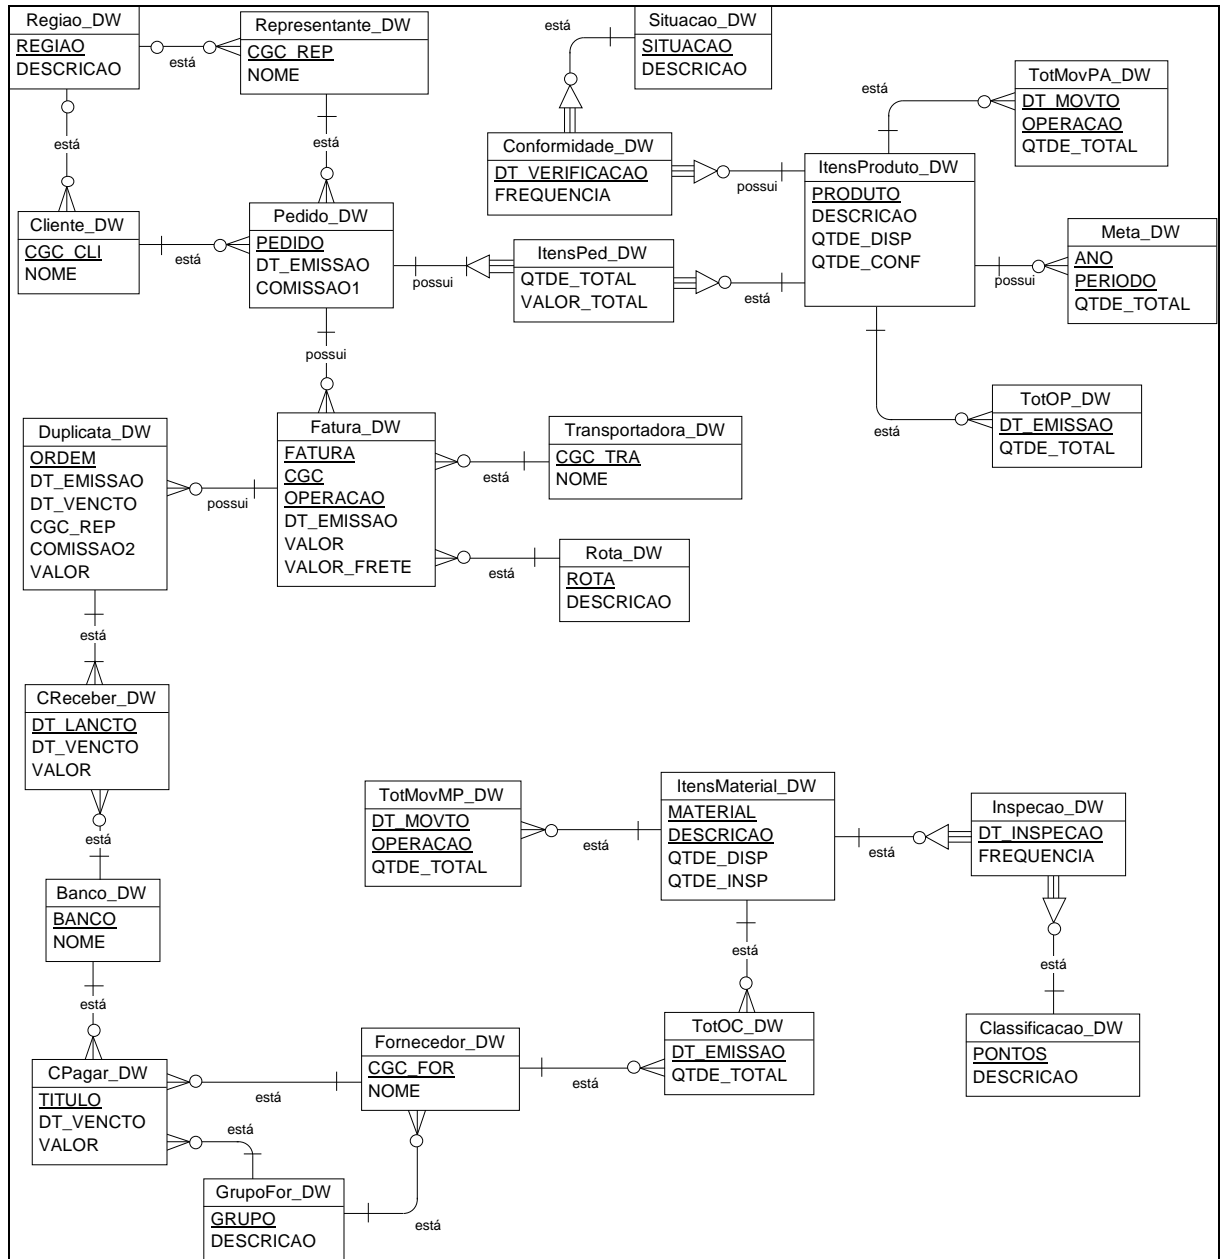 Regiao_DW
REGIAO
DESCRICAO
está
Representante_DW
CGC_REP
NOME
está
Situacao_DW
SITUACAO
DESCRICAO
está
TotMovPA_DW
DT_MOVTO
OPERACAO
QTDE_TOTAL
está
está
Conformidade_DW
DT_VERIFICACAO
FREQUENCIA
possui
ItensProduto_DW
PRODUTO
DESCRICAO
QTDE_DISP
QTDE_CONF
Cliente_DW
CGC_CLI
NOME
está
Pedido_DW
PEDIDO
DT_EMISSAO
COMISSAO1
possui
ItensPed_DW
QTDE_TOTAL
VALOR_TOTAL
está
possui
Meta_DW
ANO
PERIODO
QTDE_TOTAL
possui
está
TotOP_DW
DT_EMISSAO
QTDE_TOTAL
Duplicata_DW
ORDEM
DT_EMISSAO
DT_VENCTO
CGC_REP
COMISSAO2
VALOR
possui
Fatura_DW
FATURA
CGC
OPERACAO
DT_EMISSAO
VALOR
VALOR_FRETE
está
Transportadora_DW
CGC_TRA
NOME
está
Rota_DW
ROTA
DESCRICAO
está
CReceber_DW
DT_LANCTO
DT_VENCTO
VALOR
está
TotMovMP_DW
DT_MOVTO
OPERACAO
QTDE_TOTAL
está
ItensMaterial_DW
MATERIAL
DESCRICAO
QTDE_DISP
QTDE_INSP
está
Inspecao_DW
DT_INSPECAO
FREQUENCIA
Banco_DW
BANCO
NOME
está
está
está
CPagar_DW
TITULO
DT_VENCTO
VALOR
está
Fornecedor_DW
CGC_FOR
NOME
está
TotOC_DW
DT_EMISSAO
QTDE_TOTAL
Classificacao_DW
PONTOS
DESCRICAO
está
GrupoFor_DW
GRUPO
DESCRICAO
está